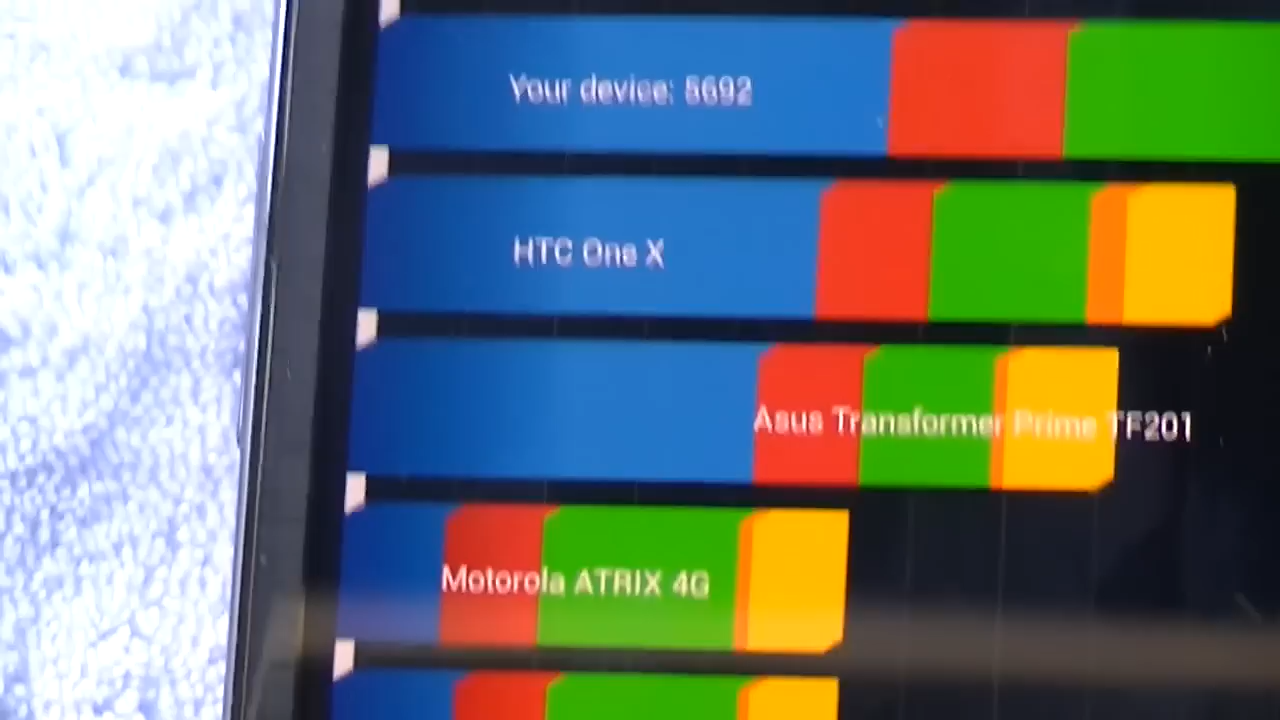 Your device: 5692
HTC One X
Asus Transformer Prime TF201
Motorola ATRIX 4G